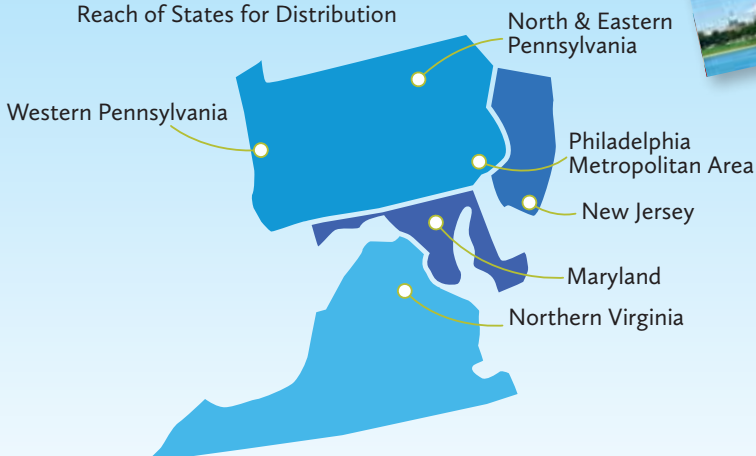 Reach of States for Distribution
North & Eastern
Pennsylvania
Western Pennsylvania
Philadelphia
Metropolitan Area
New Jersey
Maryland
Northern Virginia